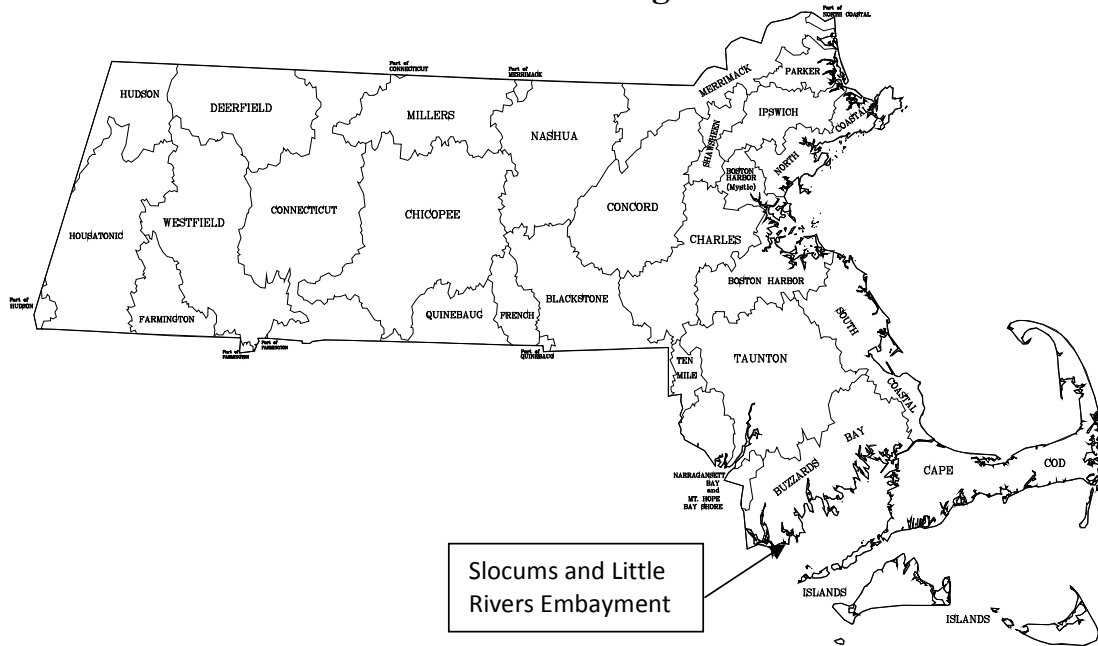 Part of
NORTH COASTAL
Part of
CONNECTICUT
Part of
MERRIMACK
MERRIMACK
PARKER
HUDSON
DEERFIELD
MILLERS
NASHUA
IPSWICH
COASTAL
SHAWSHEEN
NORTH
BOSTON
HARBOR
(Mystic)
HOUSATONIC
WESTFIELD
CONNECTICUT
CHICOPEE
CONCORD
CHARLES
BOSTON HARBOR
Part of
HUDSON
FARMINGTON
QUINEBAUG
FRENCH
BLACKSTONE
SOUTH
COASTAL
Part of
FARMINGTON
Part of
FARMINGTON
Part of
QUINEBAUG
TEN
MILE
TAUNTON
BUZZARDS
BAY
CAPE
COD
NARRAGANSETT
BAY
and
MT. HOPE
BAY SHORE
Slocums and Little
Rivers Embayment
ISLANDS
ISLANDS